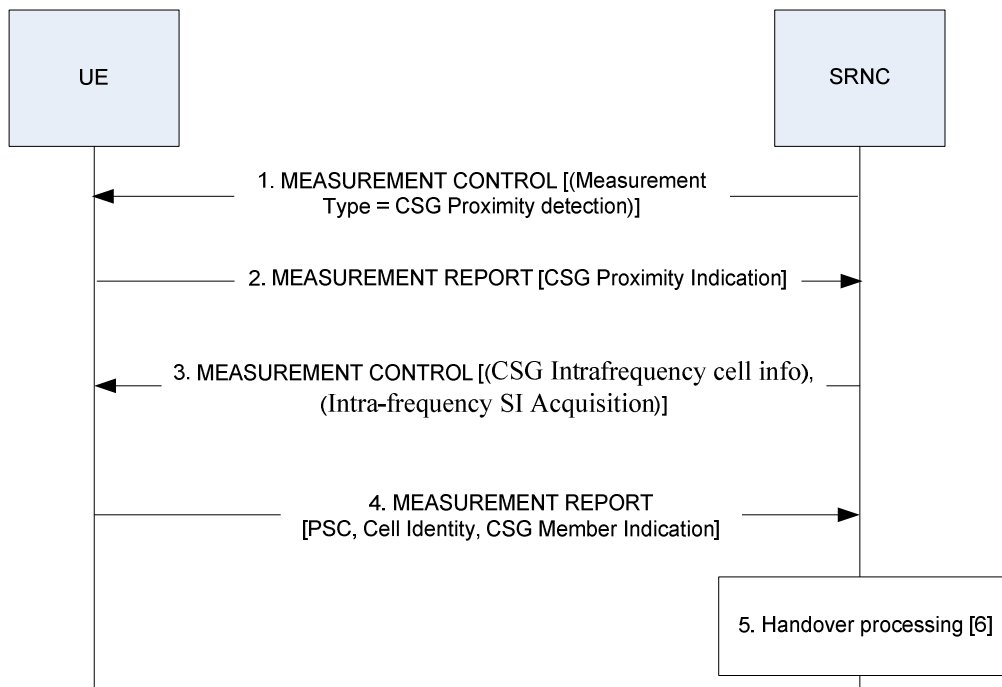 UE
SRNC
1. MEASUREMENT CONTROL [(Measurement
Type = CSG Proximity detection)]
2. MEASUREMENT REPORT [CSG Proximity Indication]
3. MEASUREMENT CONTROL [(CSG Intrafrequency cell info),
(Intra-frequency SI Acquisition)]
4. MEASUREMENT REPORT
[PSC, Cell Identity, CSG Member Indication]
5. Handover processing [6]